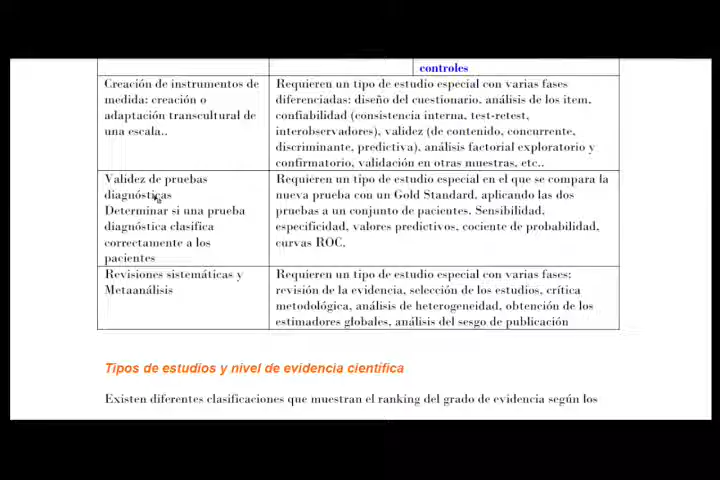 controles
Creación de instrumentos de
medida: creación o
adaptación transcultural de
una escala..
Requieren un tipo de estudio especial con varias fases
diferenciadas: diseño del cuestionario, análisis de los item,
confiabilidad (consistencia interna, test-retest,
interobservadores), validez (de contenido, concurrente,
discriminante, predictiva), análisis factorial exploratorio y
confirmatorio, validación en otras muestras, etc..
Validez de pruebas
diagnósticas
Determinar si una prueba
diagnóstica clasifica
correctamente a los
pacientes
Requieren un tipo de estudio especial en el que se compara la
nueva prueba con un Gold Standard, aplicando las dos
pruebas a un conjunto de pacientes. Sensibilidad,
especificidad, valores predictivos, cociente de probabilidad,
curvas ROC,
Revisiones sistemáticas y
Metaanálisis
Requieren un tipo de estudio especial con varias fases;
revisión de la evidencia, selección de los estudios, crítica
metodológica, análisis de heterogeneidad, obtención de los
estimadores globales, análisis del sesgo de publicación
Tipos de estudios y nivel de evidencia científica
Existen diferentes clasificaciones que muestran el ranking del grado de evidencia según los